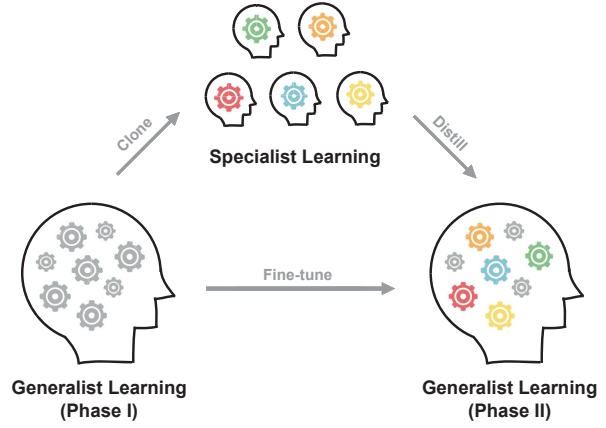 Clone
Distill
Specialist Learning
Fine-tune
Generalist Learning
(Phase I)
Generalist Learning
(Phase II)